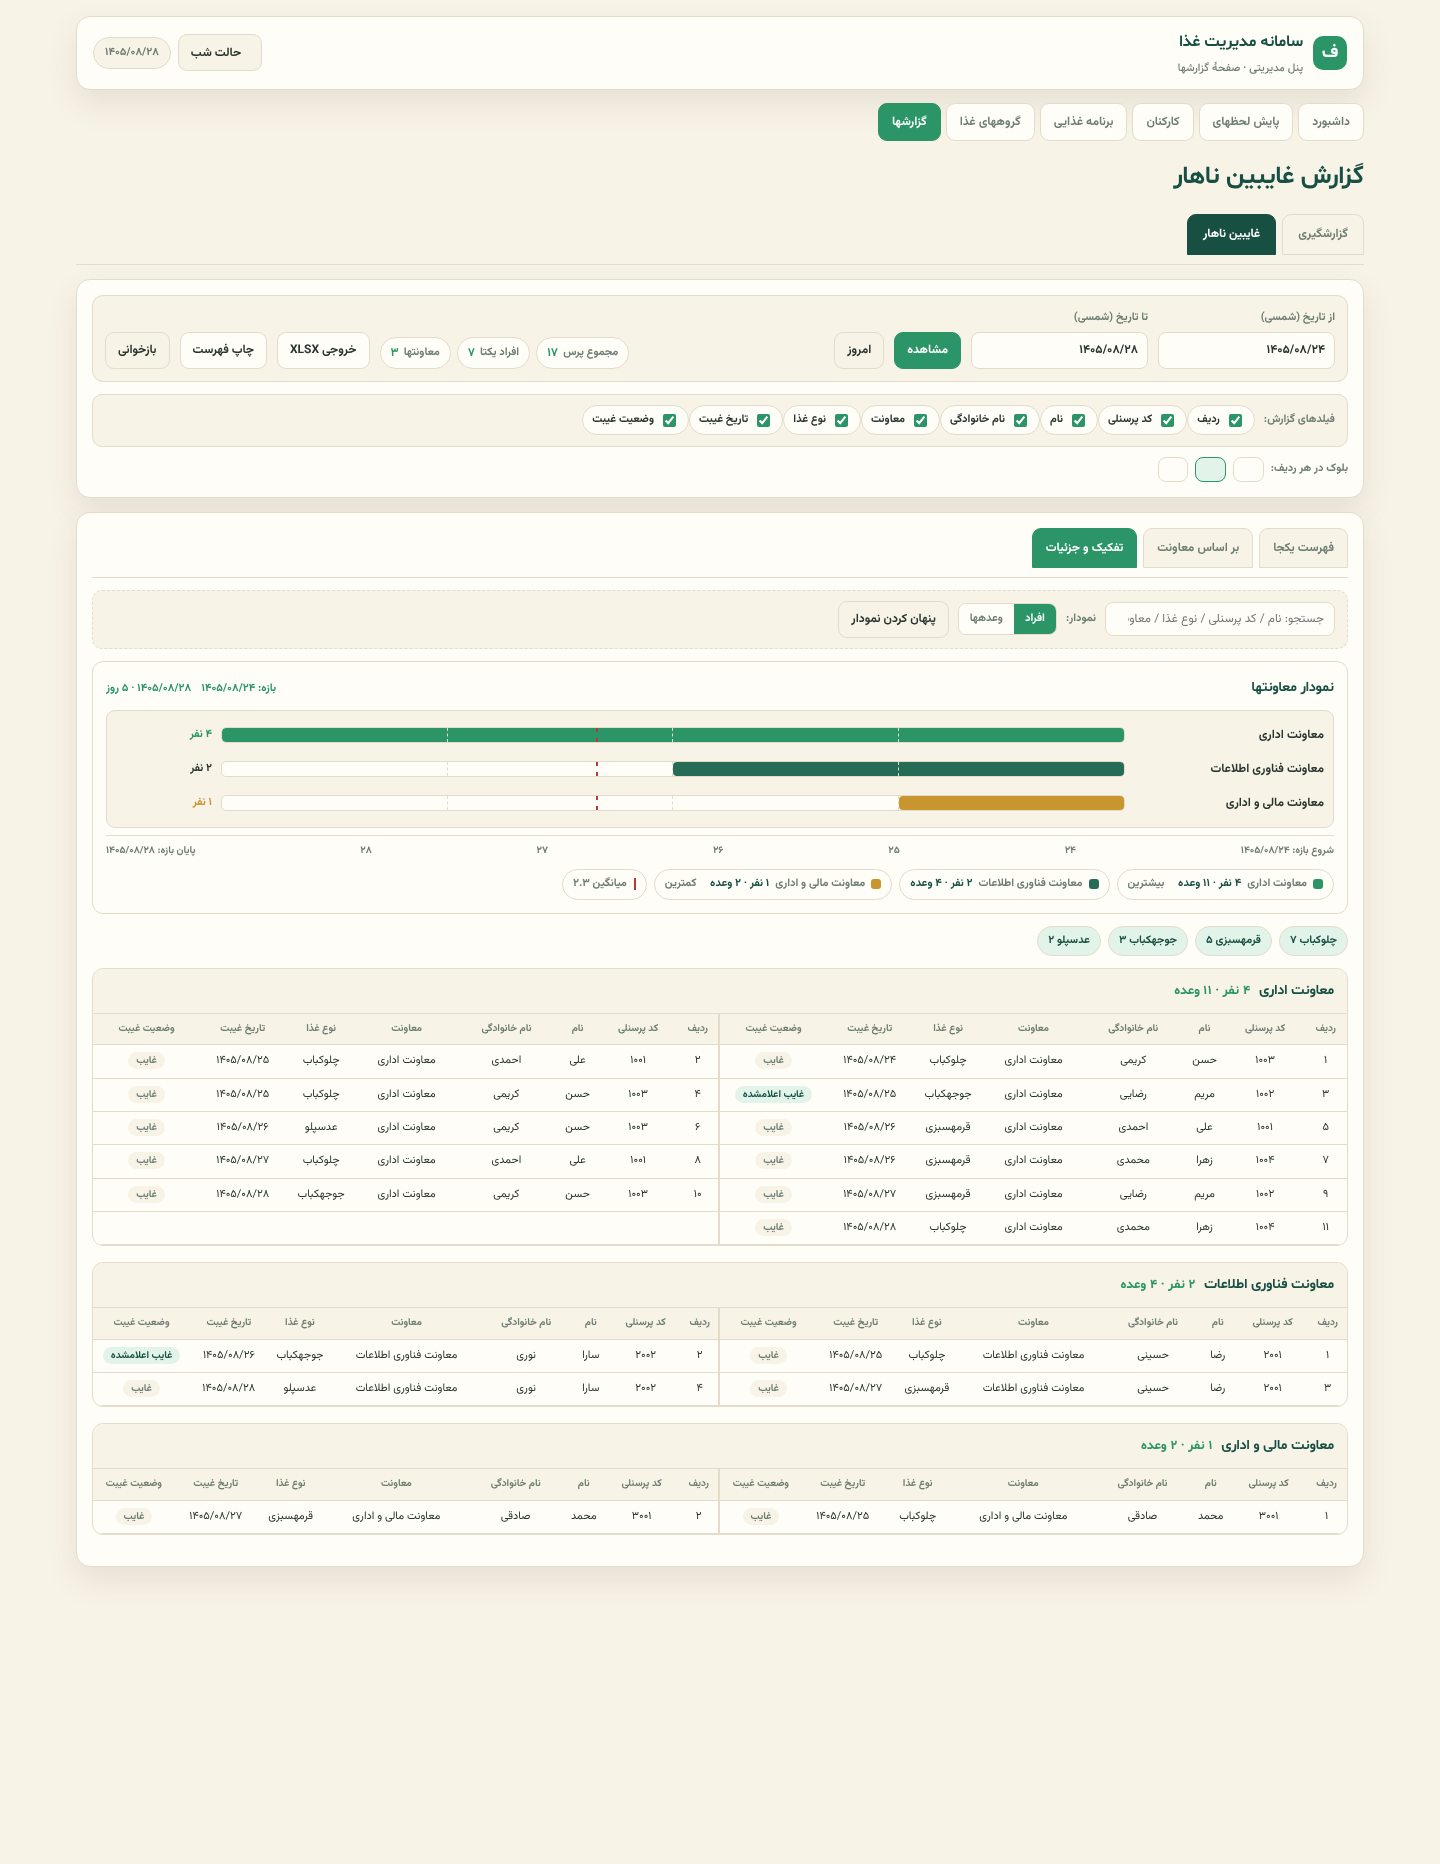 ف
سامانه مدیریت غذا
پنل مدیریتی · صفحهٔ گزارشها
حالت شب
۱۴۰۵/۰۸/۲۸
داشبورد پایش لحظهای کارکنان برنامه غذایی گروههای غذا گزارشها
گزارش غایبین ناهار
گزارشگیری غایبین ناهار
از تاریخ (شمسی) تا تاریخ (شمسی)
۱۴۰۵/۰۸/۲۴ ۱۴۰۵/۰۸/۲۸ مشاهده امروز مجموع پرس ۱۷ افراد یکتا ۷ معاونتها ۳ خروجی XLSX چاپ فهرست بازخوانی
فیلدهای گزارش: ردیف کد پرسنلی نام نام خانوادگی معاونت نوع غذا تاریخ غیبت وضعیت غیبت
بلوک در هر ردیف:
فهرست یکجا بر اساس معاونت تفکیک و جزئیات
جستجو: نام / کد پرسنلی / نوع غذا / معاو نمودار: افراد وعدهها پنهان کردن نمودار
نمودار معاونتها بازه: ۱۴۰۵/۰۸/۲۴ ۱۴۰۵/۰۸/۲۸ · ۵ روز
معاونت اداری ۴ نفر
معاونت فناوری اطلاعات ۲ نفر
معاونت مالی و اداری ۱ نفر
شروع بازه: ۱۴۰۵/۰۸/۲۴ ۲۴ ۲۵ ۲۶ ۲۷ ۲۸ پایان بازه: ۱۴۰۵/۰۸/۲۸
معاونت اداری ۴ نفر · ۱۱ وعده بیشترین معاونت فناوری اطلاعات ۲ نفر · ۴ وعده معاونت مالی و اداری ۱ نفر · ۲ وعده کمترین میانگین ۲.۳
چلوکباب ۷ قرمهسبزی ۵ جوجهکباب ۳ عدسپلو ۲
معاونت اداری ۴ نفر · ۱۱ وعده
ردیف کد پرسنلی نام نام خانوادگی معاونت نوع غذا تاریخ غیبت وضعیت غیبت ردیف کد پرسنلی نام نام خانوادگی معاونت نوع غذا تاریخ غیبت وضعیت غیبت
۱ ۱۰۰۳ حسن کریمی معاونت اداری چلوکباب ۱۴۰۵/۰۸/۲۴ غایب ۲ ۱۰۰۱ علی احمدی معاونت اداری چلوکباب ۱۴۰۵/۰۸/۲۵ غایب
۳ ۱۰۰۲ مریم رضایی معاونت اداری جوجهکباب ۱۴۰۵/۰۸/۲۵ غایب اعلامشده ۴ ۱۰۰۳ حسن کریمی معاونت اداری چلوکباب ۱۴۰۵/۰۸/۲۵ غایب
۵ ۱۰۰۱ علی احمدی معاونت اداری قرمهسبزی ۱۴۰۵/۰۸/۲۶ غایب ۶ ۱۰۰۳ حسن کریمی معاونت اداری عدسپلو ۱۴۰۵/۰۸/۲۶ غایب
۷ ۱۰۰۴ زهرا محمدی معاونت اداری قرمهسبزی ۱۴۰۵/۰۸/۲۶ غایب ۸ ۱۰۰۱ علی احمدی معاونت اداری چلوکباب ۱۴۰۵/۰۸/۲۷ غایب
۹ ۱۰۰۲ مریم رضایی معاونت اداری قرمهسبزی ۱۴۰۵/۰۸/۲۷ غایب ۱۰ ۱۰۰۳ حسن کریمی معاونت اداری جوجهکباب ۱۴۰۵/۰۸/۲۸ غایب
۱۱ ۱۰۰۴ زهرا محمدی معاونت اداری چلوکباب ۱۴۰۵/۰۸/۲۸ غایب
معاونت فناوری اطلاعات ۲ نفر · ۴ وعده
ردیف کد پرسنلی نام نام خانوادگی معاونت نوع غذا تاریخ غیبت وضعیت غیبت ردیف کد پرسنلی نام نام خانوادگی معاونت نوع غذا تاریخ غیبت وضعیت غیبت
۱ ۲۰۰۱ رضا حسینی معاونت فناوری اطلاعات چلوکباب ۱۴۰۵/۰۸/۲۵ غایب ۲ ۲۰۰۲ سارا نوری معاونت فناوری اطلاعات جوجهکباب ۱۴۰۵/۰۸/۲۶ غایب اعلامشده
۳ ۲۰۰۱ رضا حسینی معاونت فناوری اطلاعات قرمهسبزی ۱۴۰۵/۰۸/۲۷ غایب ۴ ۲۰۰۲ سارا نوری معاونت فناوری اطلاعات عدسپلو ۱۴۰۵/۰۸/۲۸ غایب
معاونت مالی و اداری ۱ نفر · ۲ وعده
ردیف کد پرسنلی نام نام خانوادگی معاونت نوع غذا تاریخ غیبت وضعیت غیبت ردیف کد پرسنلی نام نام خانوادگی معاونت نوع غذا تاریخ غیبت وضعیت غیبت
۱ ۳۰۰۱ محمد صادقی معاونت مالی و اداری چلوکباب ۱۴۰۵/۰۸/۲۵ غایب ۲ ۳۰۰۱ محمد صادقی معاونت مالی و اداری قرمهسبزی ۱۴۰۵/۰۸/۲۷ غایب